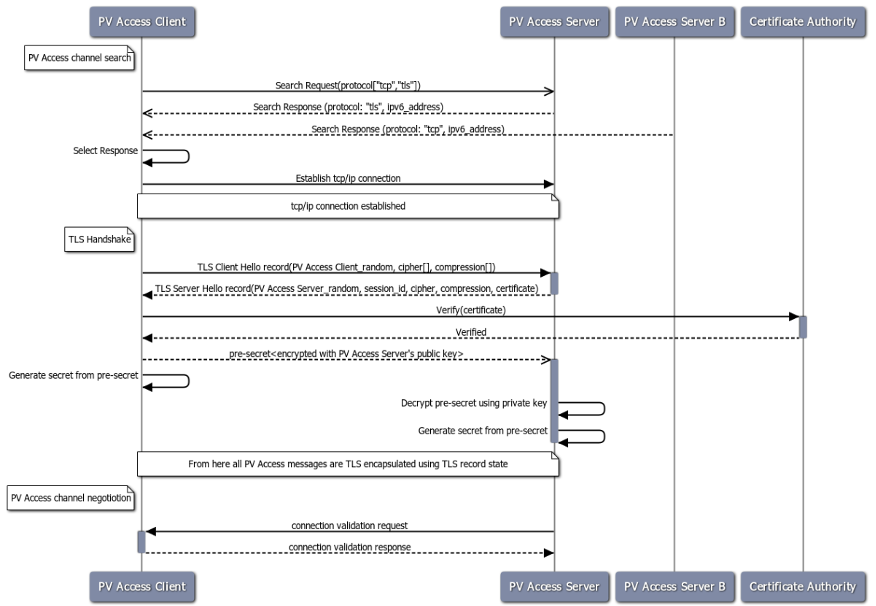 PV Access Client
PV Access Server
PV Access Server B
Certificate Authority
PV Access channel search
Search Request(protocol["tcp","tls"])
Search Response (protocol: "tls", ipv6_address)
Search Response (protocol: "tcp", ipv6_address)
Select Response
Establish tcp/ip connection
tcp/ip connection established
TLS Handshake
TLS Client Hello record(PV Access Client_random, cipher[], compression[])
TLS Server Hello record(PV Access Server_random, session_id, cipher, compression, certificate)
Verify(certificate)
Verified
pre-secret<encrypted with PV Access Server's public key>
Generate secret from pre-secret
Decrypt pre-secret using private key
Generate secret from pre-secret
From here all PV Access messages are TLS encapsulated using TLS record state
PV Access channel negotiotion
connection validation request
connection validation response
PV Access Client
PV Access Server
PV Access Server B
Certificate Authority